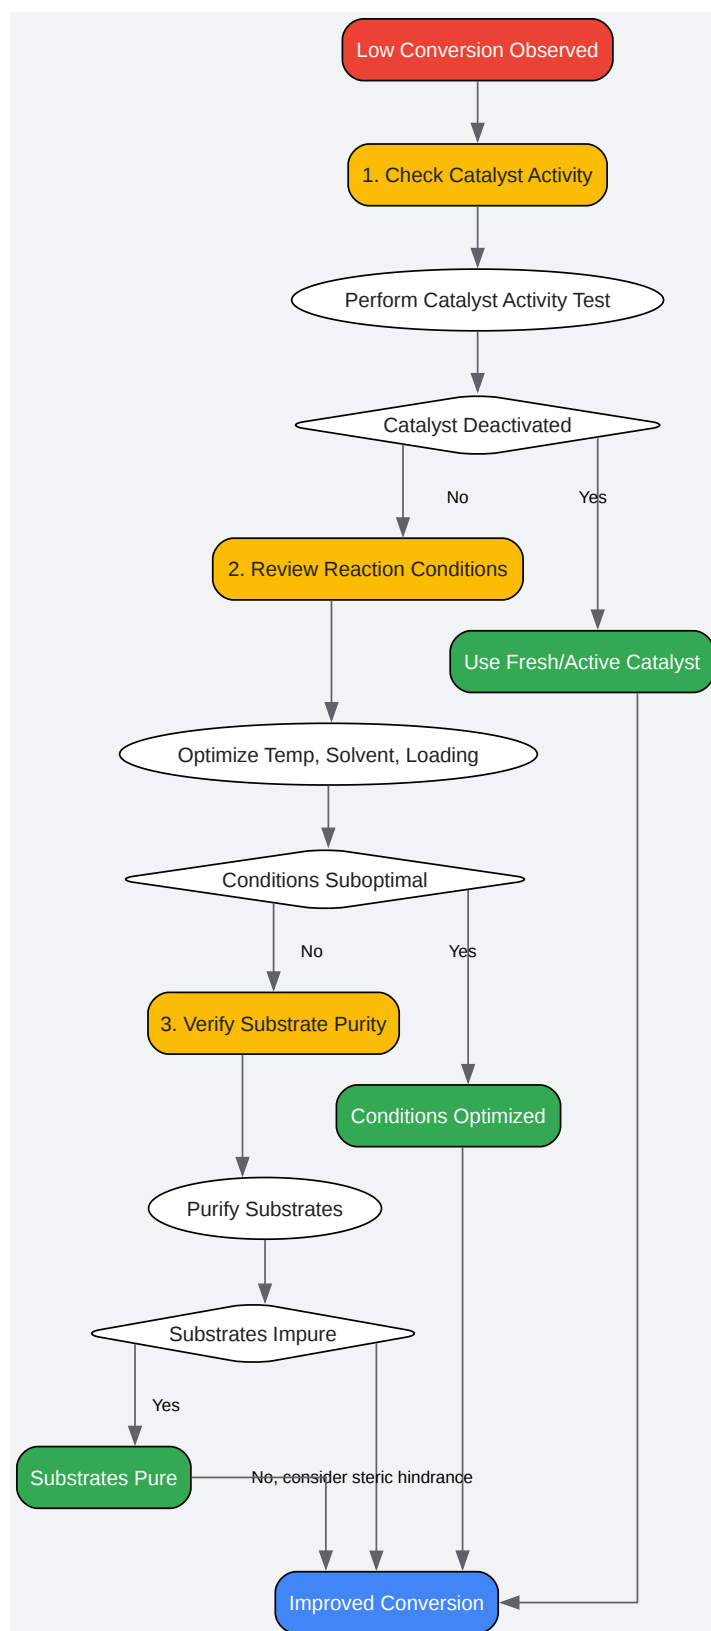 Low Conversion Observed
1. Check Catalyst Activity
Perform Catalyst Activity Test
Catalyst Deactivated
No
Yes
2. Review Reaction Conditions
Use Fresh/Active Catalyst
Optimize Temp, Solvent, Loading
Conditions Suboptimal
No
Yes
3. Verify Substrate Purity
Conditions Optimized
Purify Substrates
Substrates Impure
Yes
Substrates Pure
No, consider steric hindrance
Improved Conversion